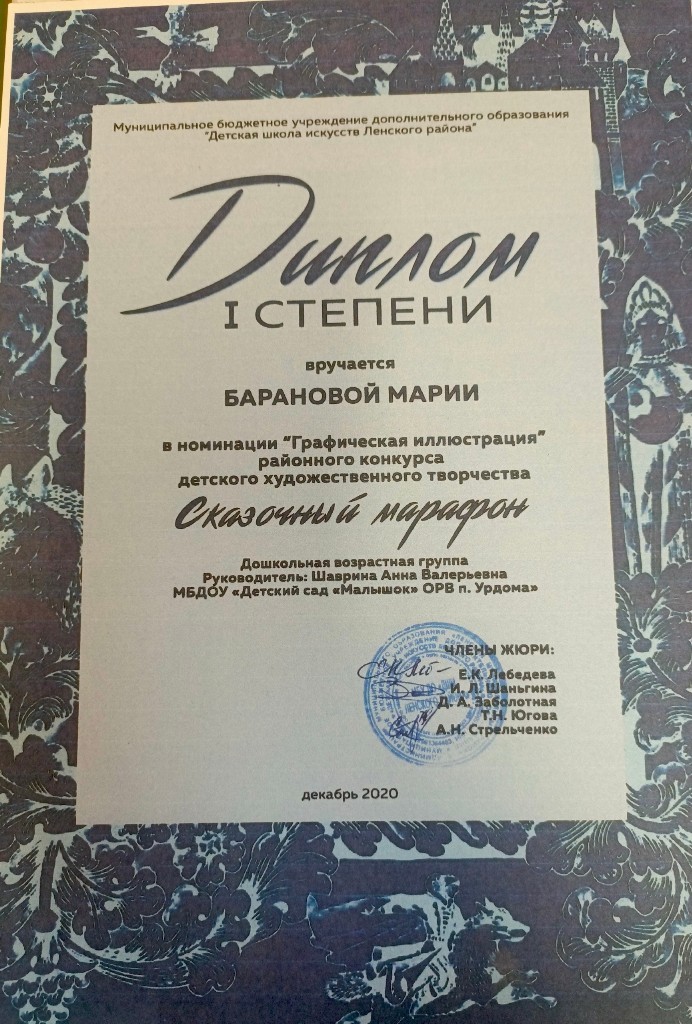 Муниципальное бюджетное учреждение дополнительного образования
"Детская школа искусств Ленского района"
Диплом
I СТЕПЕНИ
вручается
БАРАНОВОЙ МАРИИ
в номинации "Графическая иллюстрация"
районного конкурса
детского художественного творчества
Сказочный марафон
Дошкольная возрастная группа
Руководитель: Шаврина Анна Валерьевна
МБДОУ «Детский сад «Малышок» ОРВ п. Урдома»
ЧЛЕНЫ ЖЮРИ:
Е.К. Лебедева
И. Л. Шаньгина
Д. А. Заболотная
Т.Н. Югова
А.Н. Стрельченко
декабрь 2020